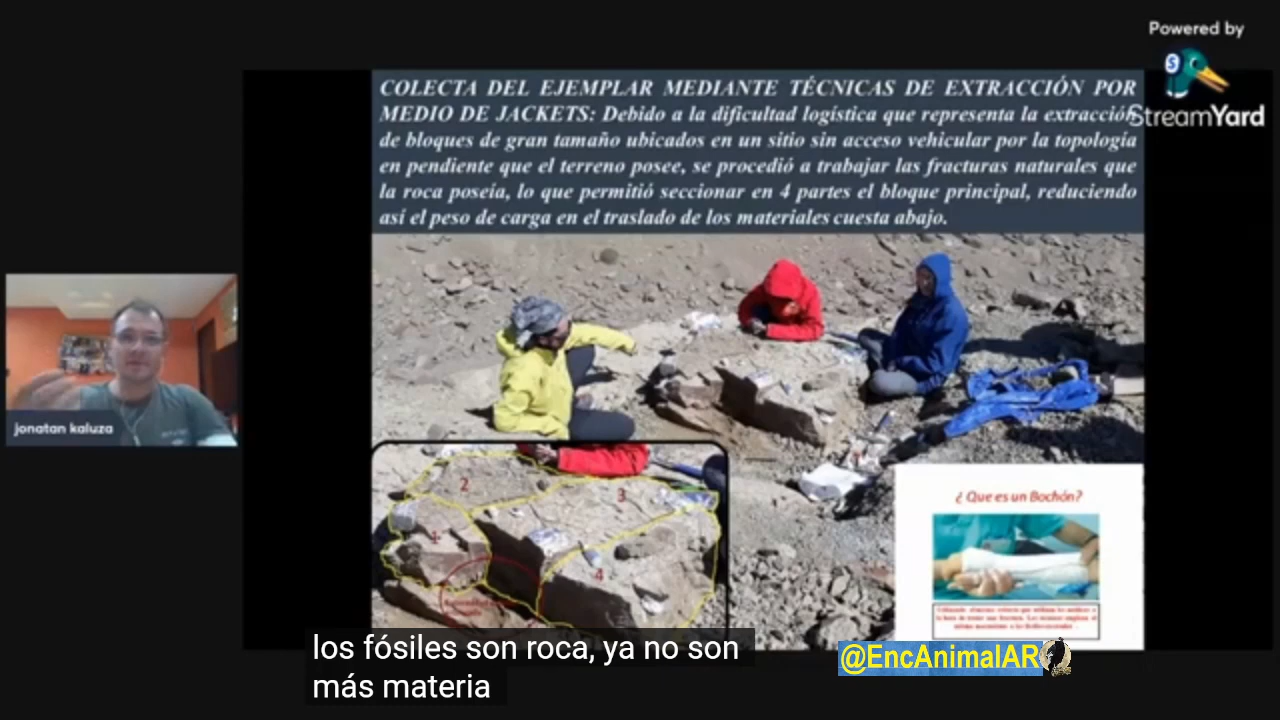 Powered by
StreamYard
COLECTA DEL EJEMPLAR MEDIANTE TÉCNICAS DE EXTRACCIÓN POR
MEDIO DE JACKETS: Debido a la dificultad logística que representa la extracción
de bloques de gran tamaño ubicados en un sitio sin acceso vehicular por la topología
en pendiente que el terreno posee, se procedió a trabajar las fracturas naturales que
la roca poseía, lo que permitió seccionar en 4 partes el bloque principal, reduciendo
así el peso de carga en el traslado de los materiales cuesta abajo.
jonatan kaluza
2
3
1
4
¿ Que es un Bochón?
los fósiles son roca, ya no son
más materia
@EncAnimalAR